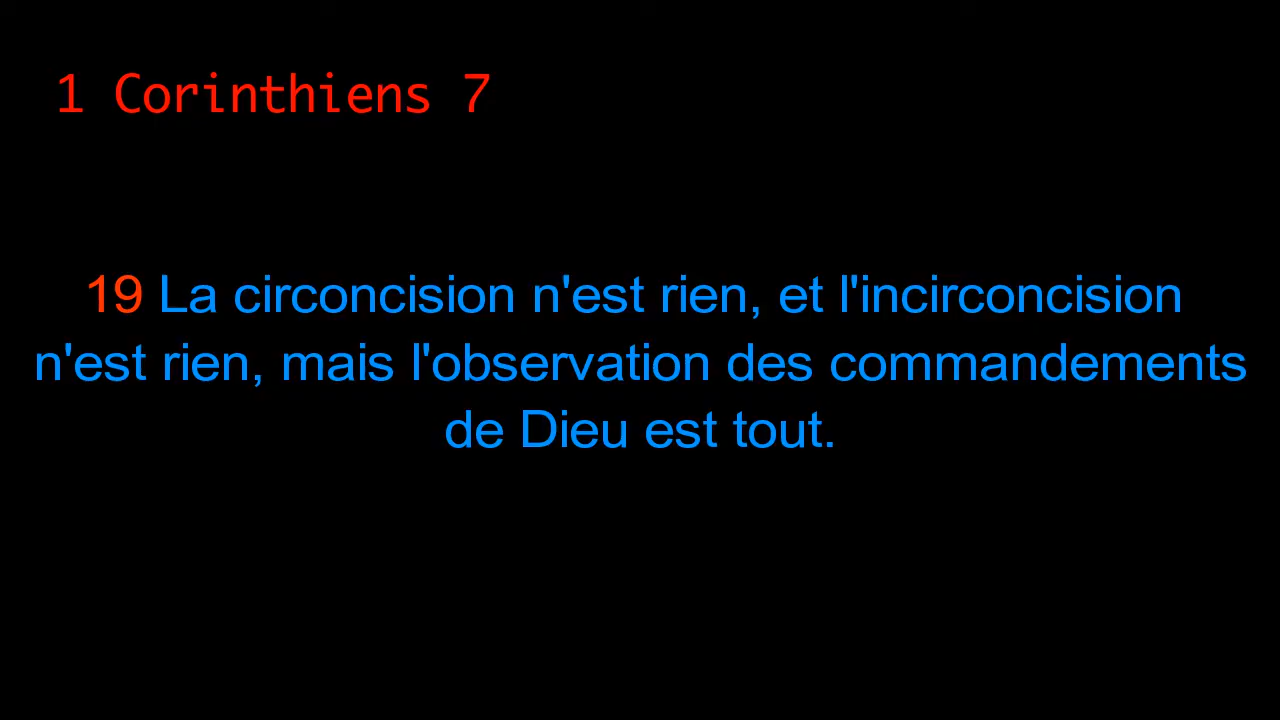 1 Corinthiens 7
19 La circoncision n'est rien, et l'incirconcision
n'est rien, mais l'observation des commandements
de Dieu est tout.